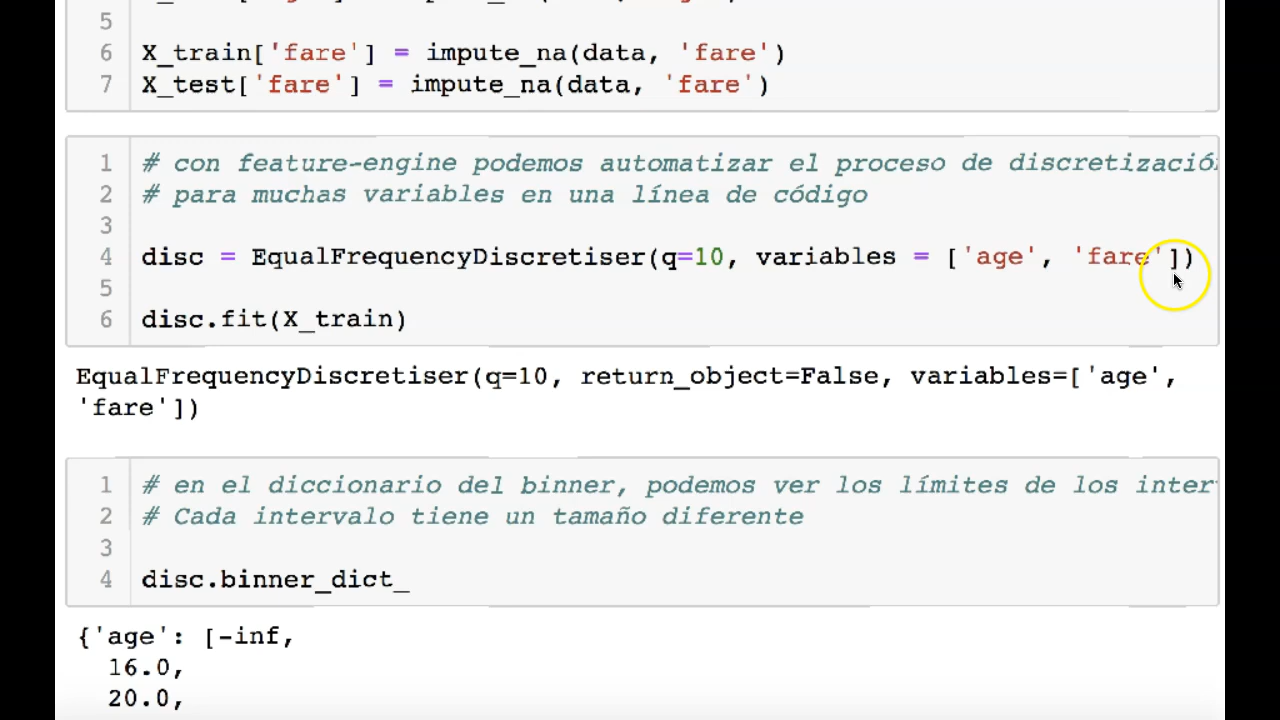 5
6 X_train['fare'] = impute_na(data, 'fare')
7 X_test['fare'] = impute_na(data, 'fare')
1 # con feature-engine podemos automatizar el proceso de discretización
2 # para muchas variables en una línea de código
3
4 disc = EqualFrequencyDiscretiser(q=10, variables = ['age', 'fare'])
5
6 disc.fit(X_train)
EqualFrequencyDiscretiser(q=10, return_object=False, variables=['age',
'fare'])
1 # en el diccionario del binner, podemos ver los límites de los inter
2 # Cada intervalo tiene un tamaño diferente
3
4 disc.binner_dict_
{'age': [-inf,
16.0,
20.0,